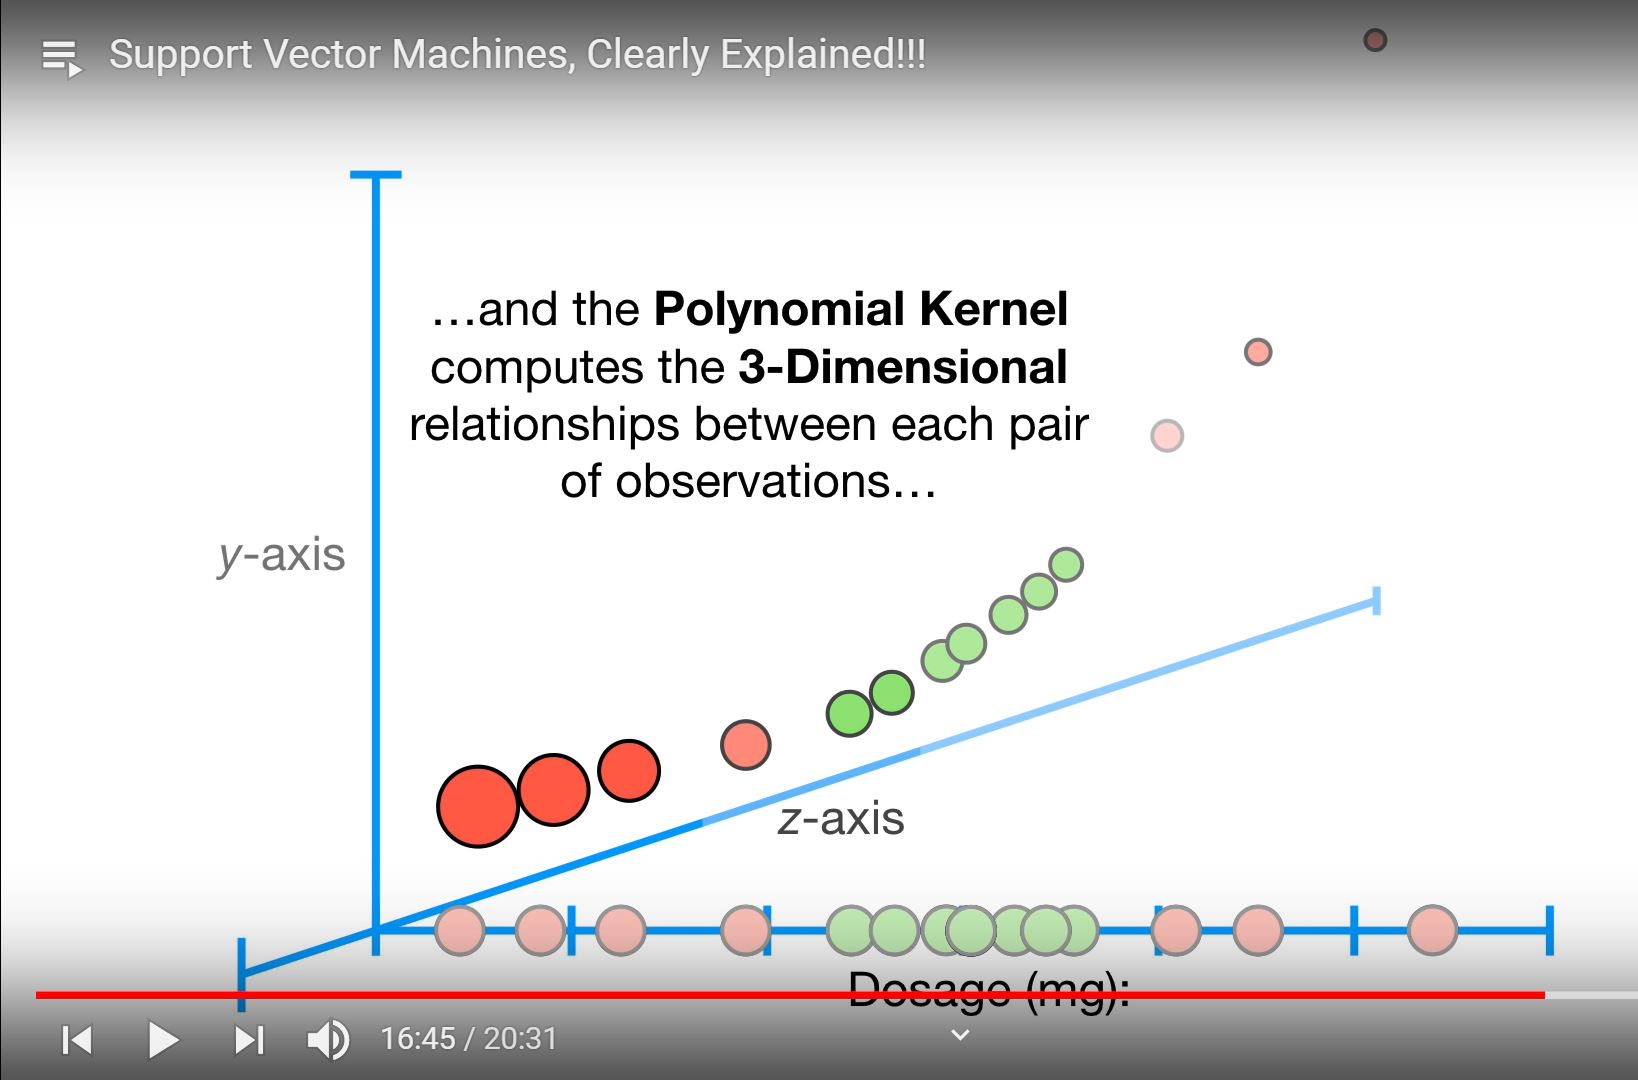 Support Vector Machines, Clearly Explained!!!
…and the Polynomial Kernel
computes the 3-Dimensional
relationships between each pair
of observations…
y-axis
z-axis
Dosage (mg):
16:45 / 20:31